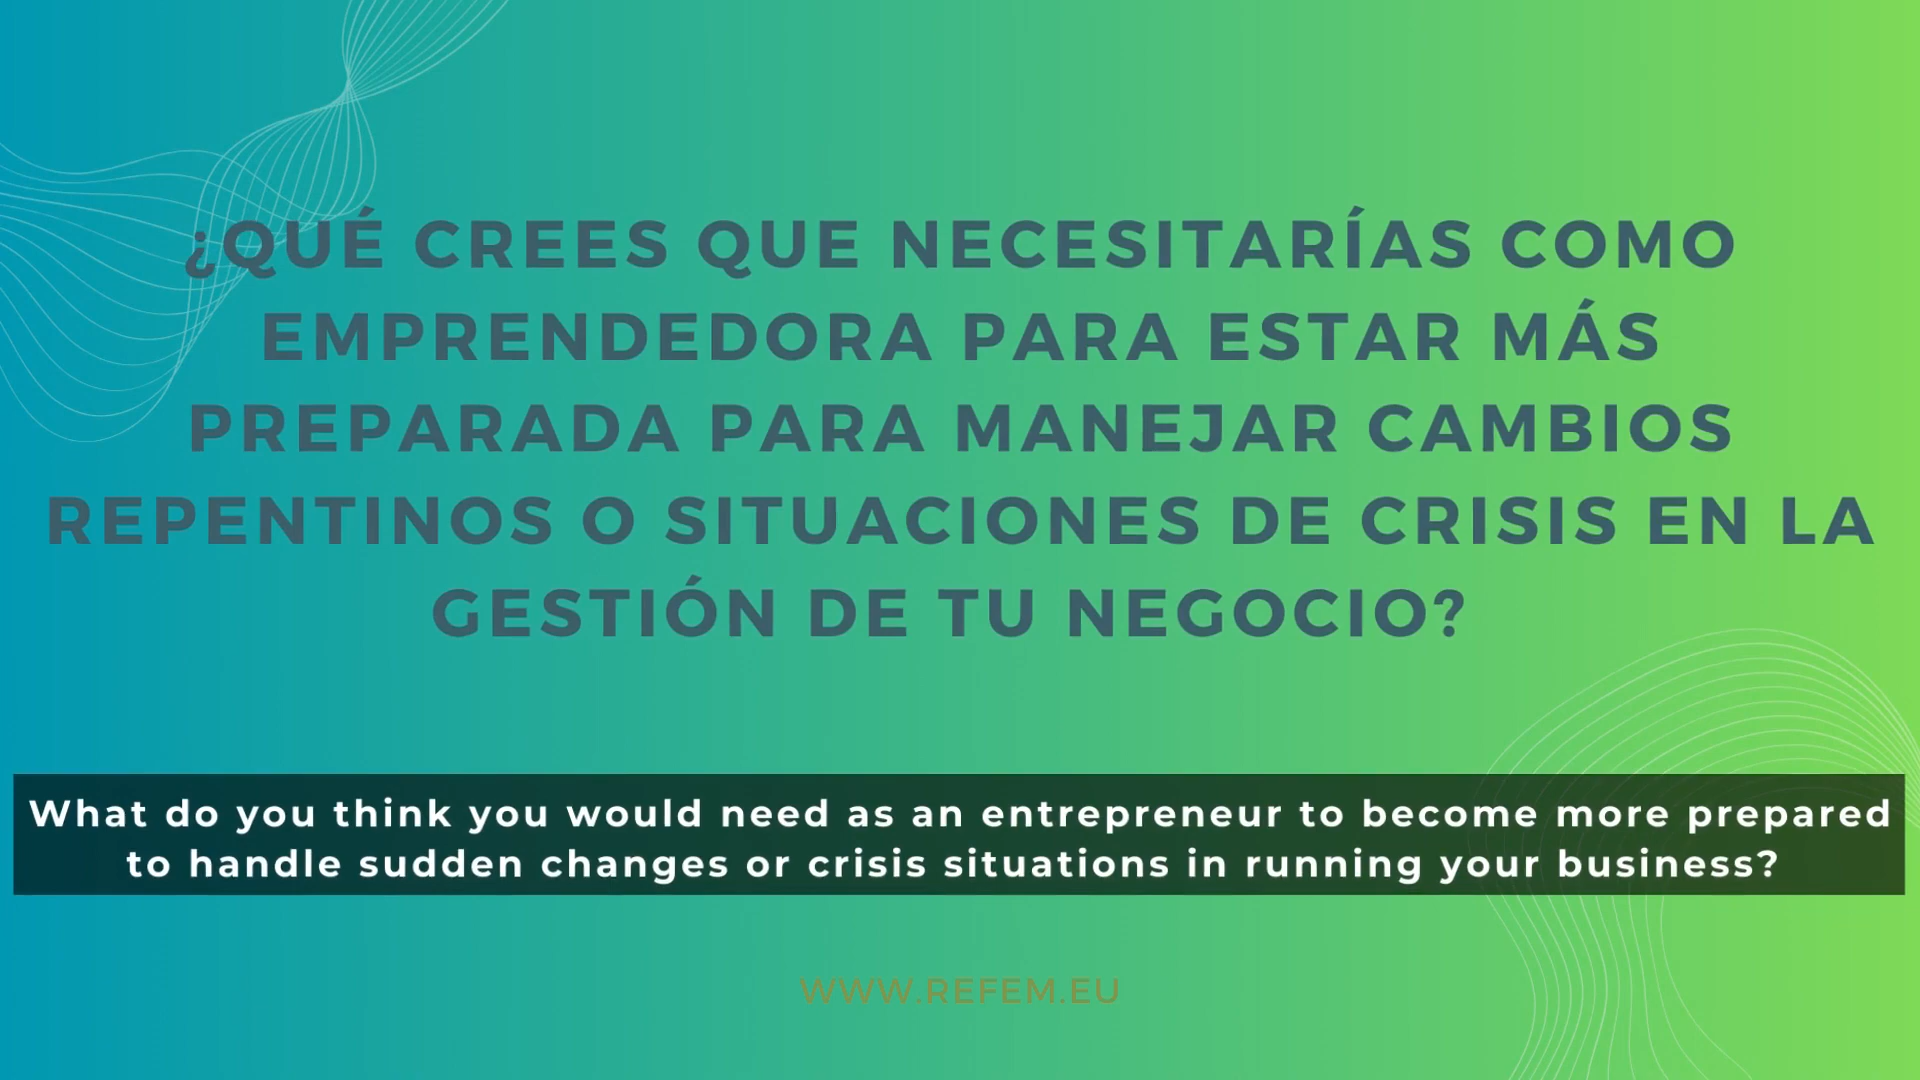 ¿QUÉ CREES QUE NECESITARÍAS COMO
EMPRENDEDORA PARA ESTAR MÁS
PREPARADA PARA MANEJAR CAMBIOS
REPENTINOS O SITUACIONES DE CRISIS EN LA
GESTIÓN DE TU NEGOCIO?
What do you think you would need as an entrepreneur to become more prepared
to handle sudden changes or crisis situations in running your business?
WWW.REFEM.EU